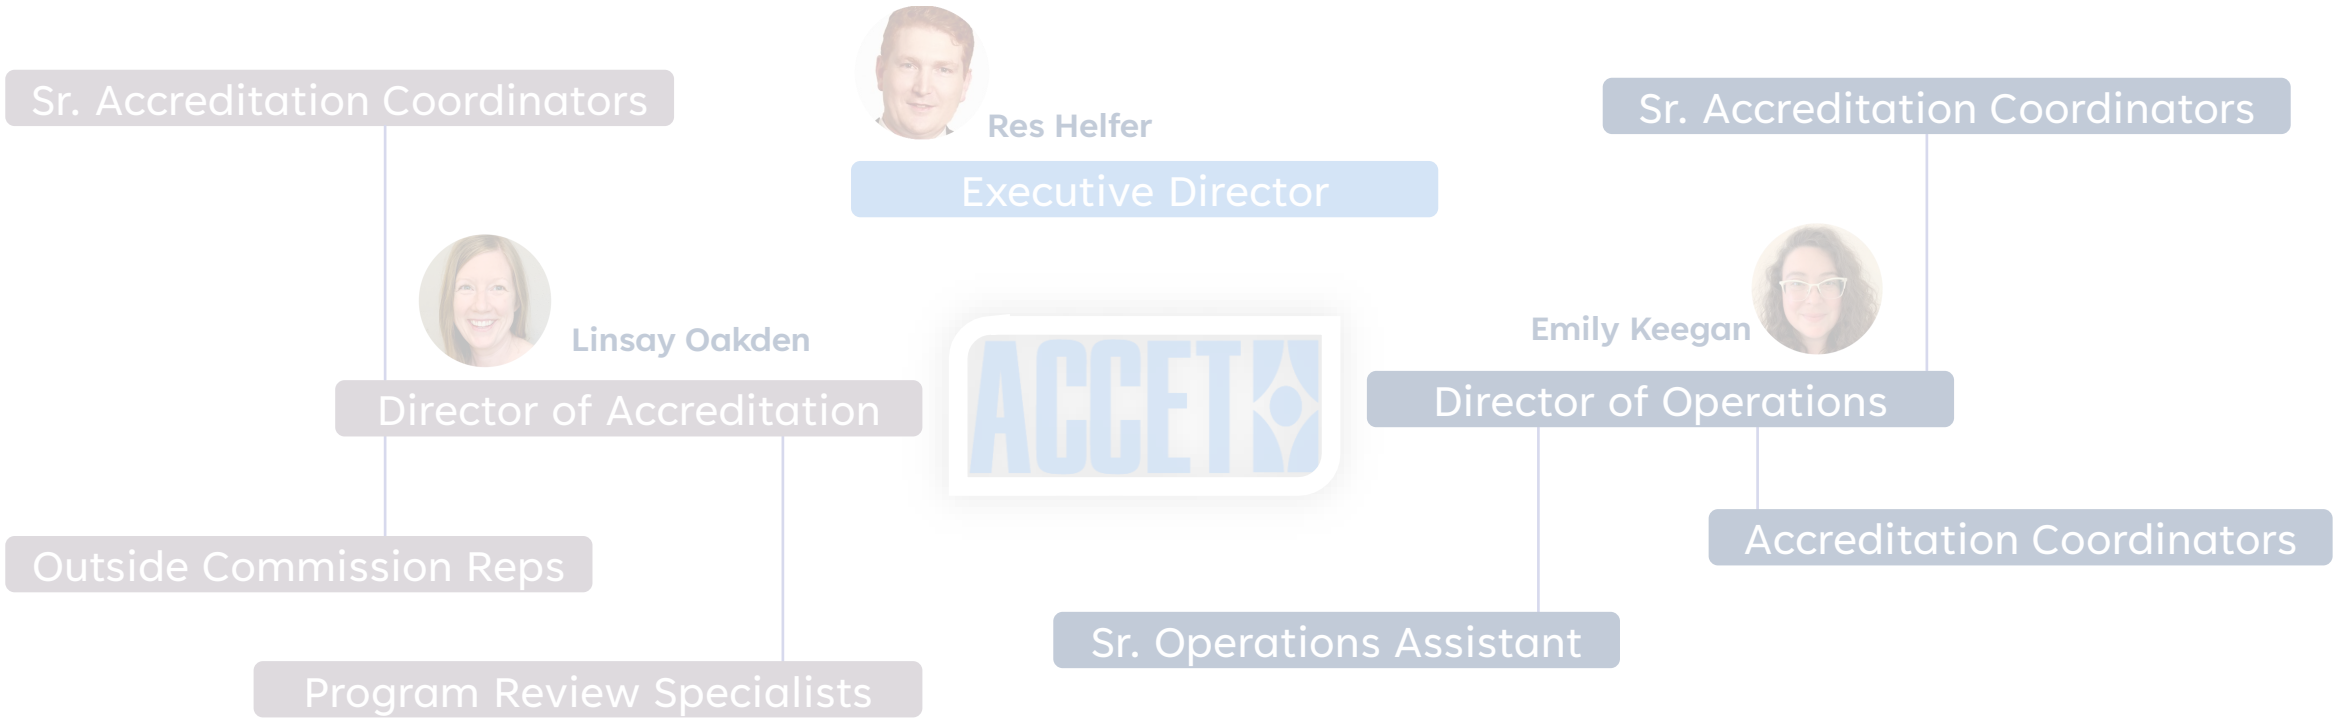 Sr. Accreditation Coordinators
Res Helfer
Executive Director
Sr. Accreditation Coordinators
Linsay Oakden
Director of Accreditation
ACCET
Emily Keegan
Director of Operations
Outside Commission Reps
Accreditation Coordinators
Sr. Operations Assistant
Program Review Specialists